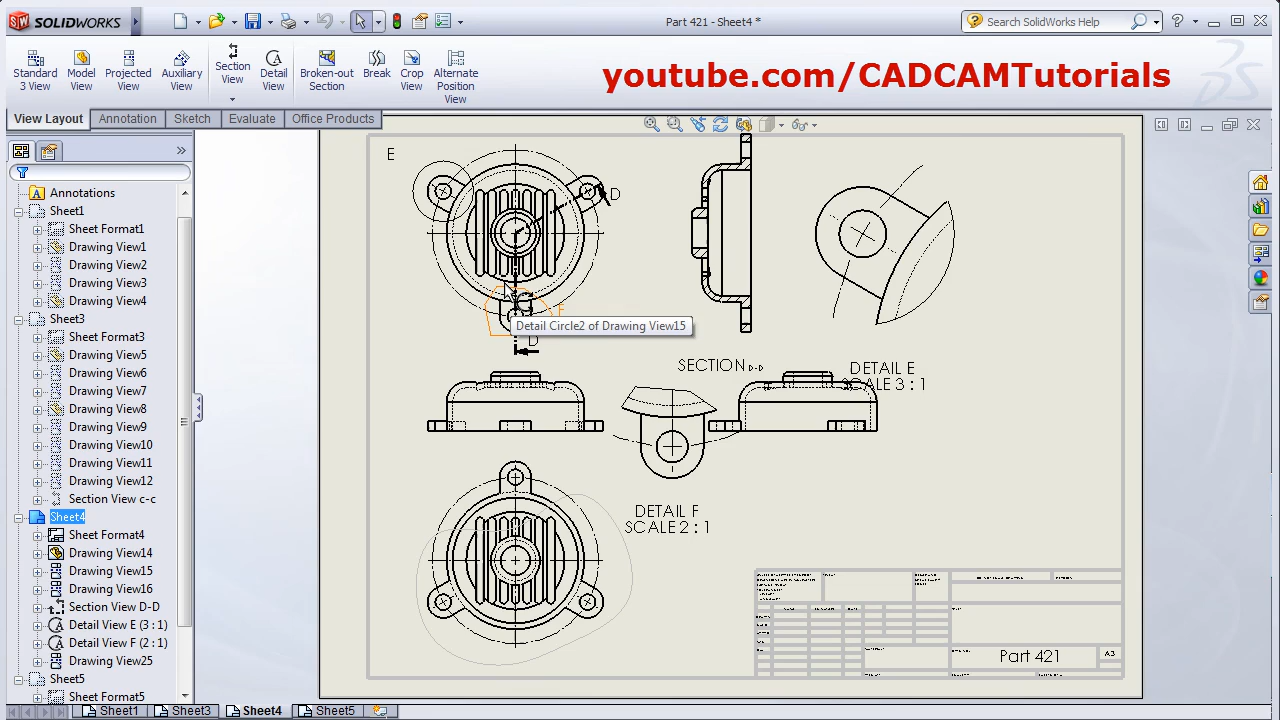 SOLIDWORKS
Part 421 - Sheet4 *
Search SolidWorks Help
Standard 3 View
Model View
Projected View
Auxiliary View
Section View
Detail View
Broken-out Section
Break
Crop View
Alternate Position View
youtube.com/CADCAMTutorials
View Layout
Annotation
Sketch
Evaluate
Office Products
Annotations
Sheet1
Sheet Format1
Drawing View1
Drawing View2
Drawing View3
Drawing View4
Sheet3
Sheet Format3
Drawing View5
Drawing View6
Drawing View7
Drawing View8
Drawing View9
Drawing View10
Drawing View11
Drawing View12
Section View c-c
Sheet4
Sheet Format4
Drawing View14
Drawing View15
Drawing View16
Section View D-D
Detail View E (3 :
Detail View F (2 : 1)
Drawing View25
Sheet5
Sheet Format5
E
D
F
Detail Circle2 of Drawing View15
D
SECTION D-D
DETAIL E
SCALE 3 : 1
DETAIL F
SCALE 2 : 1
Part 421
A3
Sheet1
Sheet3
Sheet4
Sheet5